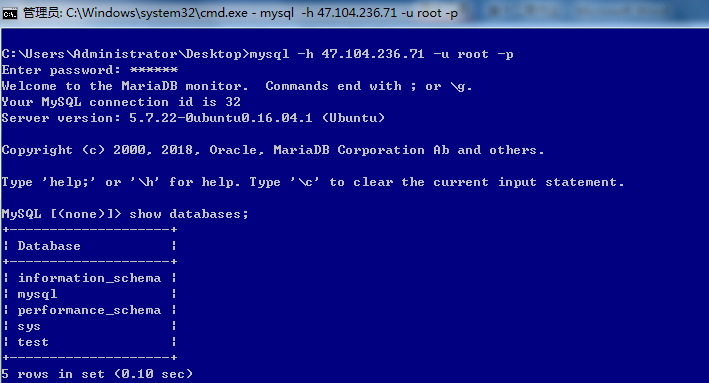 管理员: C:\Windows\system32\cmd.exe - mysql -h 47.104.236.71 -u root -p
C:\Users\Administrator\Desktop>mysql -h 47.104.236.71 -u root -p
Enter password: ******
Welcome to the MariaDB monitor.  Commands end with ; or \g.
Your MySQL connection id is 32
Server version: 5.7.22-0ubuntu0.16.04.1 (Ubuntu)
Copyright (c) 2000, 2018, Oracle, MariaDB Corporation Ab and others.
Type 'help;' or '\h' for help. Type '\c' to clear the current input statement.
MySQL [(none)]> show databases;
+--------------------+
| Database           |
+--------------------+
| information_schema |
| mysql              |
| performance_schema |
| sys                |
| test               |
+--------------------+
5 rows in set (0.10 sec)